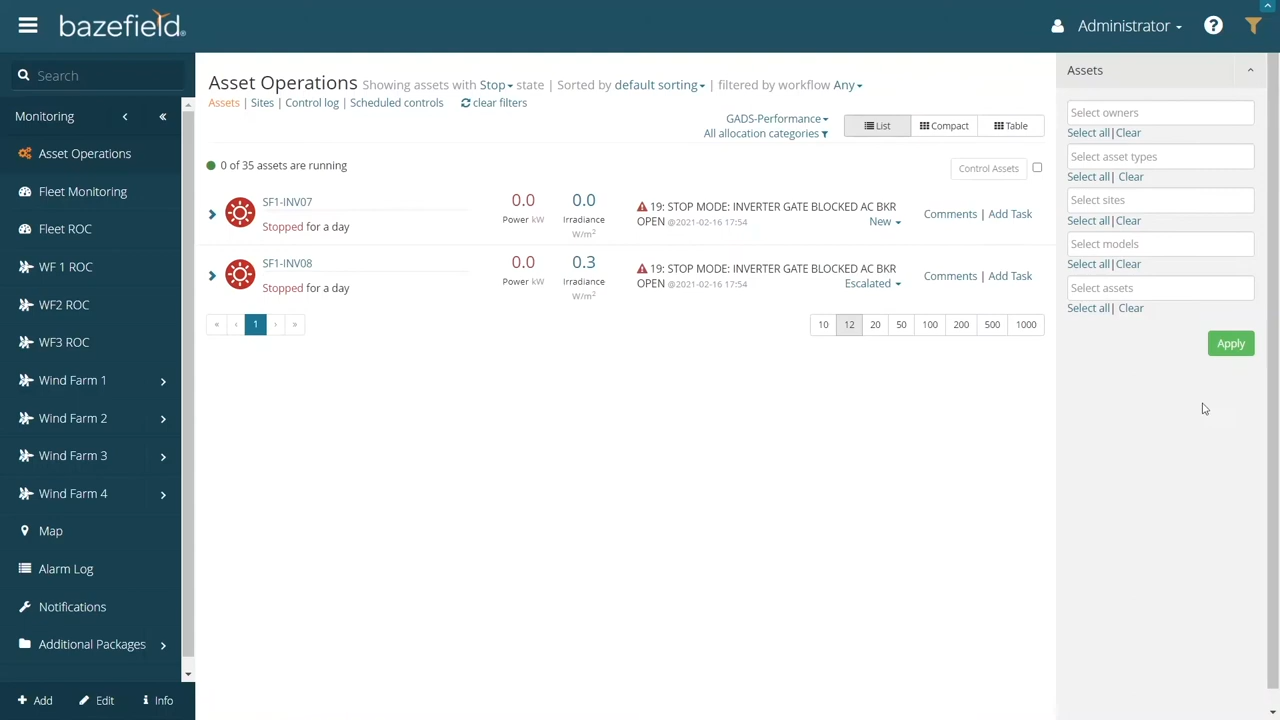 bazefield®
Administrator
?
Search
Monitoring
Asset Operations
Fleet Monitoring
Fleet ROC
WF 1 ROC
WF2 ROC
WF3 ROC
Wind Farm 1
Wind Farm 2
Wind Farm 3
Wind Farm 4
Map
Alarm Log
Notifications
Additional Packages
Add
Edit
Info
Asset Operations Showing assets with Stop state | Sorted by default sorting | filtered by workflow Any
Assets | Sites | Control log | Scheduled controls clear filters
GADS-Performance
All allocation categories
List
Compact
Table
0 of 35 assets are running
Control Assets
SF1-INV07
Stopped for a day
0.0
Power kW
0.0
Irradiance
W/m²
19: STOP MODE: INVERTER GATE BLOCKED AC BKR
OPEN @2021-02-16 17:54
New
Comments | Add Task
SF1-INV08
Stopped for a day
0.0
Power kW
0.3
Irradiance
W/m²
19: STOP MODE: INVERTER GATE BLOCKED AC BKR
OPEN @2021-02-16 17:54
Escalated
Comments | Add Task
« ‹ 1 › »
10 12 20 50 100 200 500 1000
Assets
Select owners
Select all|Clear
Select asset types
Select all| Clear
Select sites
Select all|Clear
Select models
Select all|Clear
Select assets
Select all| Clear
Apply